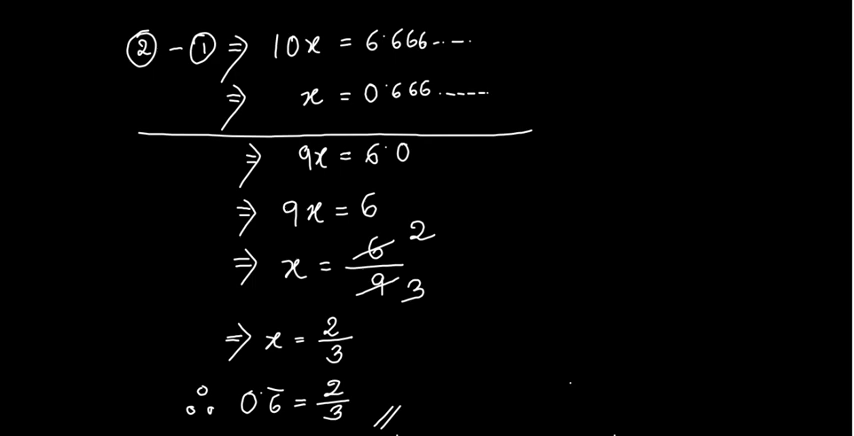 ② - ① ⇒ 10x = 6.666-----
⇒ x = 0.666------
⇒ 9x = 6.0
⇒ 9x = 6
⇒ x = 6/9 2/3
⇒ x = 2/3
∴ 0.6̅ = 2/3 //